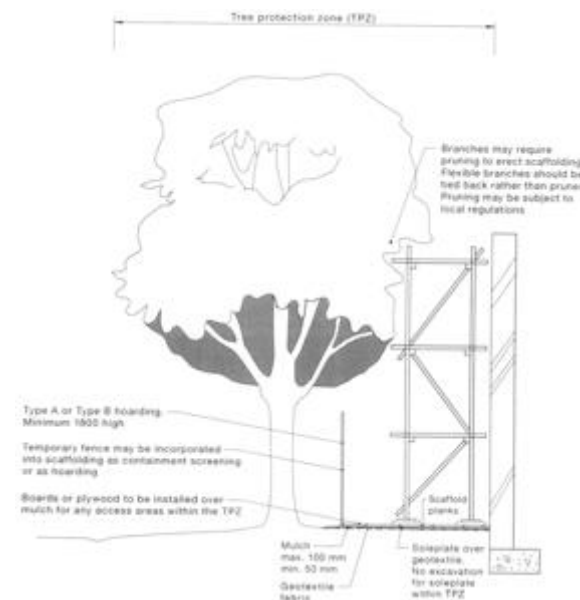 Tree protection zone (TPZ)
Branches may require
pruning to erect scaffolding
Flexible branches should be
tied back rather than pruned
Pruning may be subject to
local regulations
Type A or Type B hoarding.
Minimum 1800 high
Temporary fence may be incorporated
into scaffolding as containment screening
or as hoarding
Boards or plywood to be installed over
mulch for any access areas within the TPZ
Scaffold
planks
Mulch
max. 100 mm
min. 50 mm
Geotextile
fabric
Soleplate over
geotextile.
No excavation
for soleplate
within TPZ